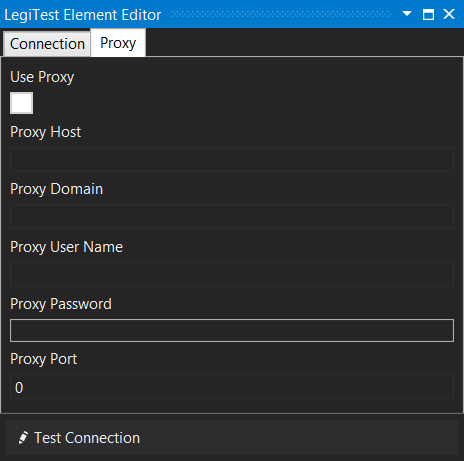 LegiTest Element Editor
Connection Proxy
Use Proxy
Proxy Host
Proxy Domain
Proxy User Name
Proxy Password
Proxy Port
0
Test Connection